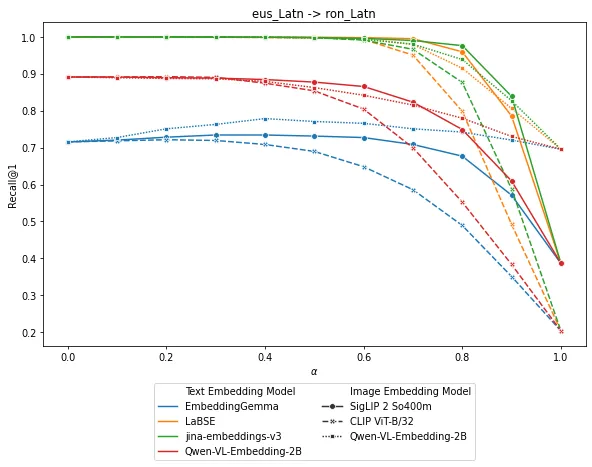 eus_Latn -> ron_Latn
1.0
0.9
0.8
0.7
0.6
0.5
0.4
0.3
0.2
Recall@1
0.0 0.2 0.4 0.6 0.8 1.0
α
Text Embedding Model Image Embedding Model
EmbeddingGemma SigLIP 2 So400m
LaBSE CLIP ViT-B/32
jina-embeddings-v3 Qwen-VL-Embedding-2B
Qwen-VL-Embedding-2B